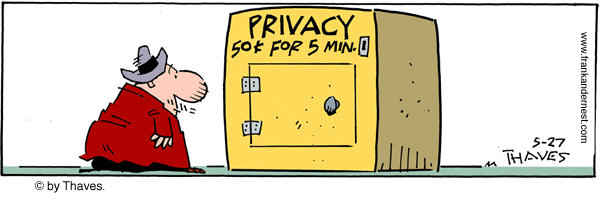 PRIVACY
50¢ FOR 5 MIN.
www.frankandernest.com
5-27
THAVES
© by Thaves.